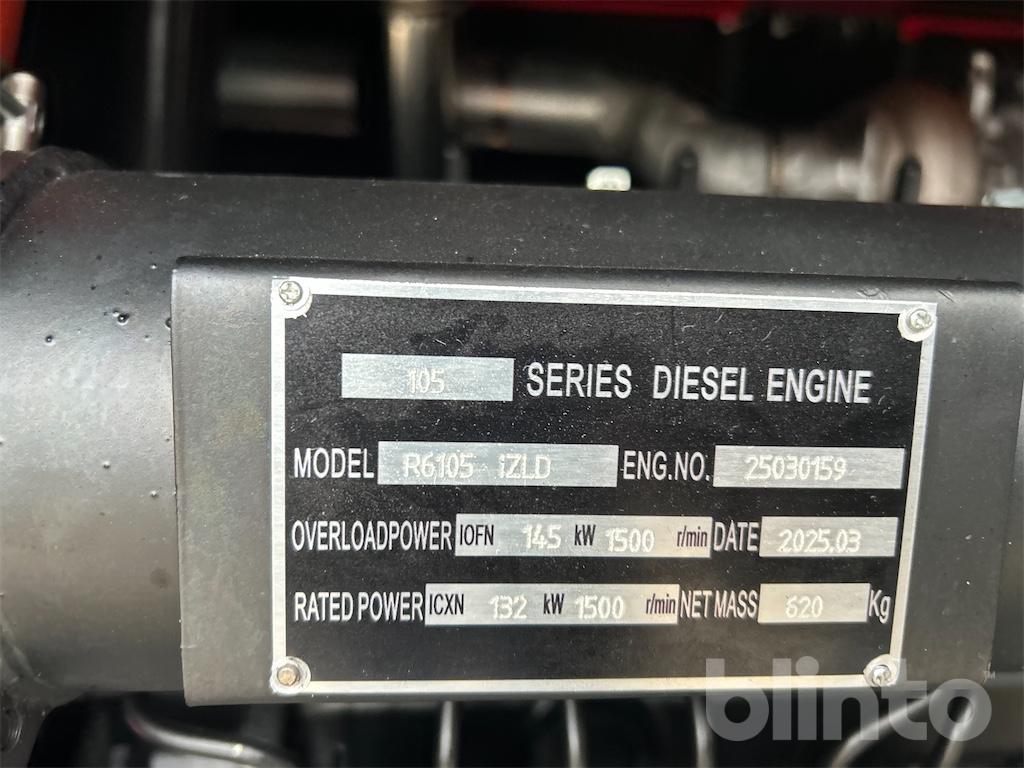 105 SERIES DIESEL ENGINE
MODEL R6105 IZLD ENG.NO. 25030159
OVERLOADPOWER IOFN 145 kW 1500 r/min DATE 2025.03
RATED POWER ICXN 132 kW 1500 r/min NET MASS 620 Kg
blinto